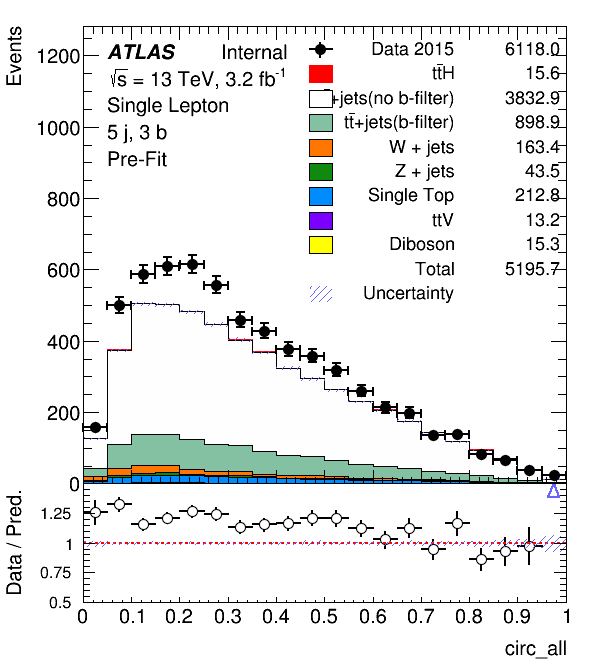 Events
1200
1000
800
600
400
200
0
ATLAS Internal
√s = 13 TeV, 3.2 fb-1
Single Lepton
5 j, 3 b
Pre-Fit
Data 2015 6118.0
tt̄H 15.6
+jets(no b-filter) 3832.9
tt̄+jets(b-filter) 898.9
W + jets 163.4
Z + jets 43.5
Single Top 212.8
ttV 13.2
Diboson 15.3
Total 5195.7
Uncertainty
Data / Pred.
1.25
1
0.75
0.5
0 0.1 0.2 0.3 0.4 0.5 0.6 0.7 0.8 0.9 1
circ_all